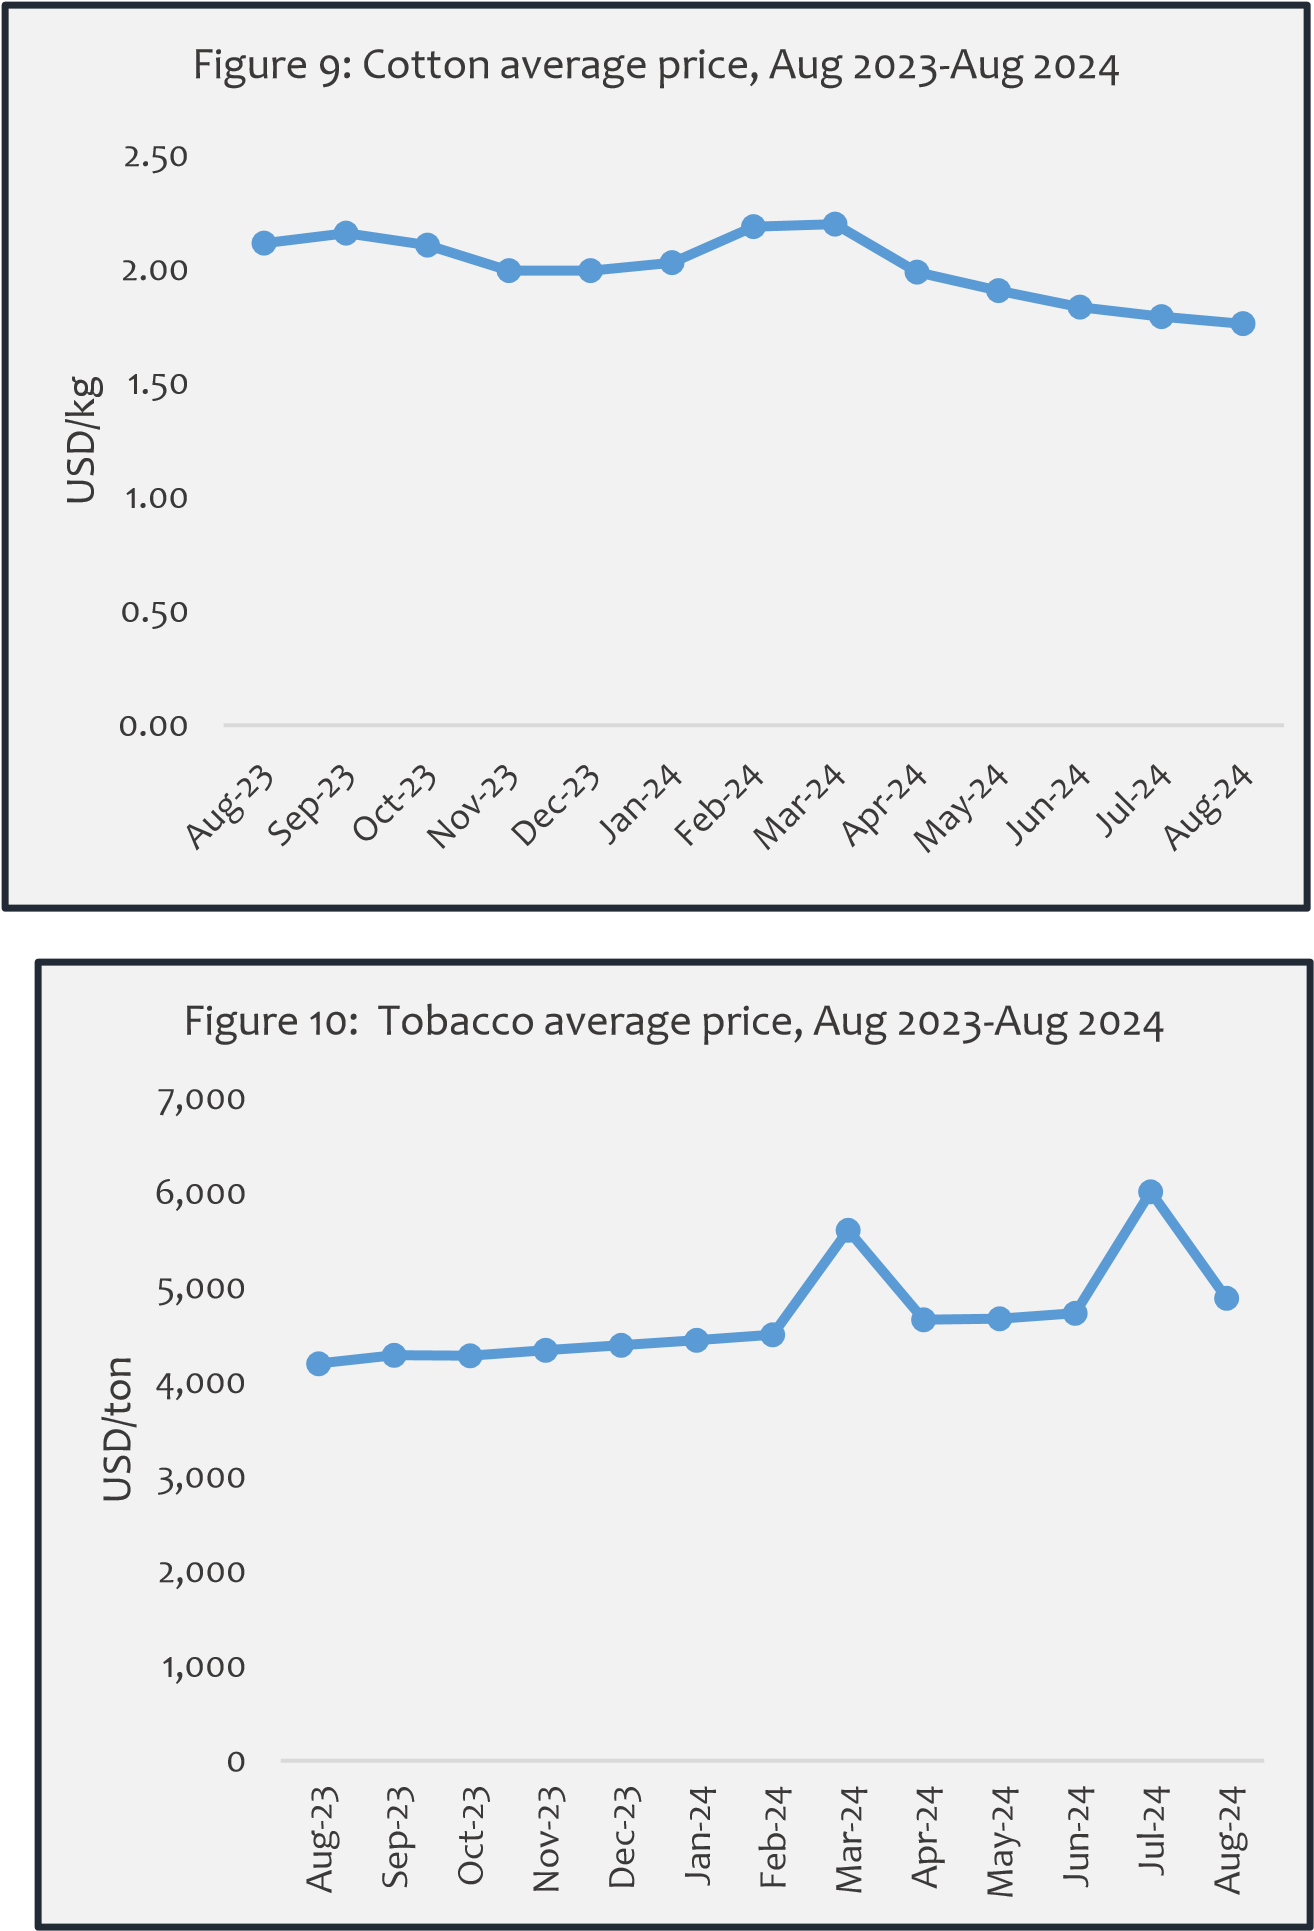 Figure 9: Cotton average price, Aug 2023-Aug 2024
2.50
2.00
1.50
1.00
0.50
0.00
USD/kg
Aug-23
Sep-23
Oct-23
Nov-23
Dec-23
Jan-24
Feb-24
Mar-24
Apr-24
May-24
Jun-24
Jul-24
Aug-24
Figure 10: Tobacco average price, Aug 2023-Aug 2024
7,000
6,000
5,000
4,000
3,000
2,000
1,000
0
USD/ton
Aug-23
Sep-23
Oct-23
Nov-23
Dec-23
Jan-24
Feb-24
Mar-24
Apr-24
May-24
Jun-24
Jul-24
Aug-24